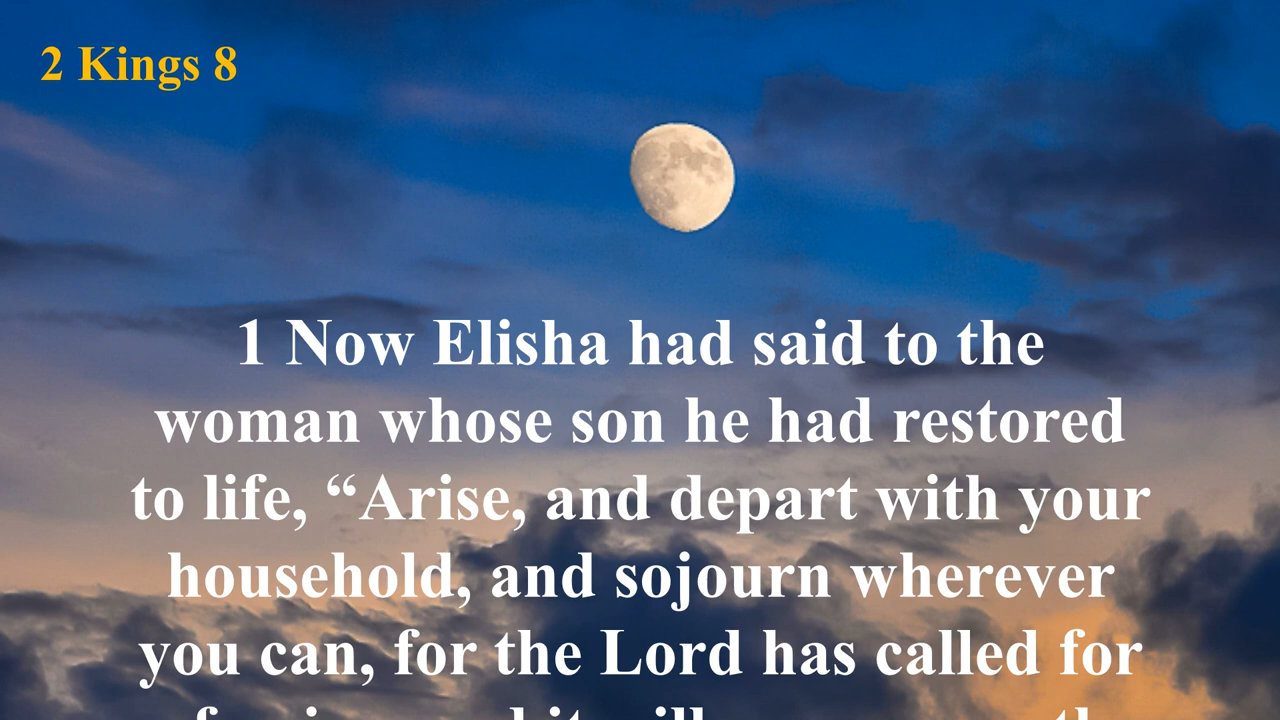 2 Kings 8
1 Now Elisha had said to the
woman whose son he had restored
to life, “Arise, and depart with your
household, and sojourn wherever
you can, for the Lord has called for